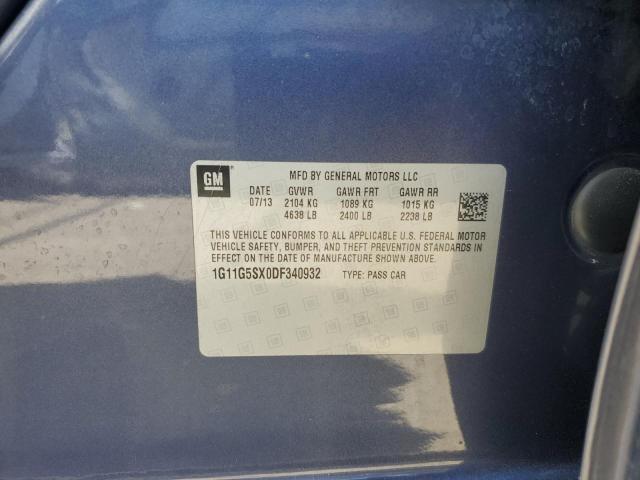 GM
MFD BY GENERAL MOTORS LLC
DATE GVWR GAWR FRT GAWR RR
07/13 2104 KG 1089 KG 1015 KG
4638 LB 2400 LB 2238 LB
THIS VEHICLE CONFORMS TO ALL APPLICABLE U.S. FEDERAL MOTOR
VEHICLE SAFETY, BUMPER, AND THEFT PREVENTION STANDARDS IN
EFFECT ON THE DATE OF MANUFACTURE SHOWN ABOVE.
1G11G5SX0DF340932 TYPE: PASS CAR